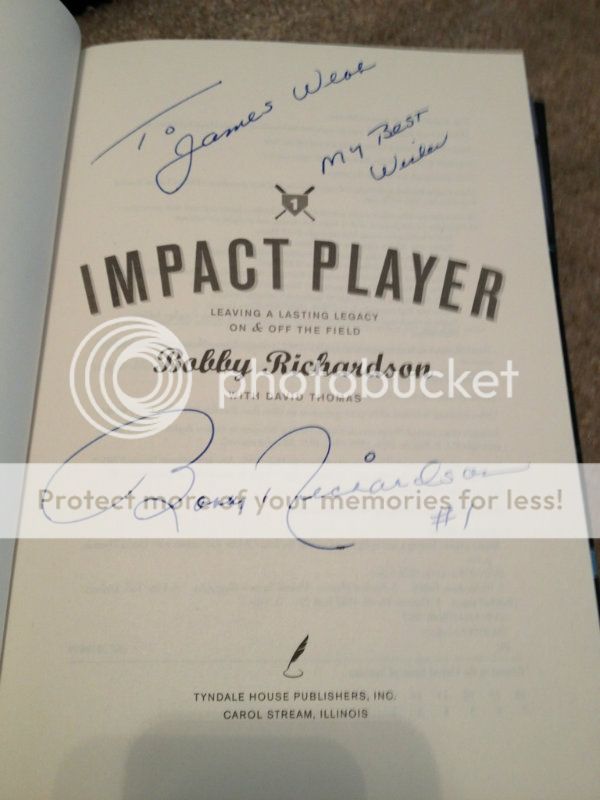 To
James
My Best
Wishes
1
IMPACT PLAYER
LEAVING A LASTING LEGACY
ON & OFF THE FIELD
Bobby Richardson
photobucket
WITH DAVID THOMAS
Bobby Richardson
Protect more of your memories for less!
#1
TYNDALE HOUSE PUBLISHERS, INC.
CAROL STREAM, ILLINOIS